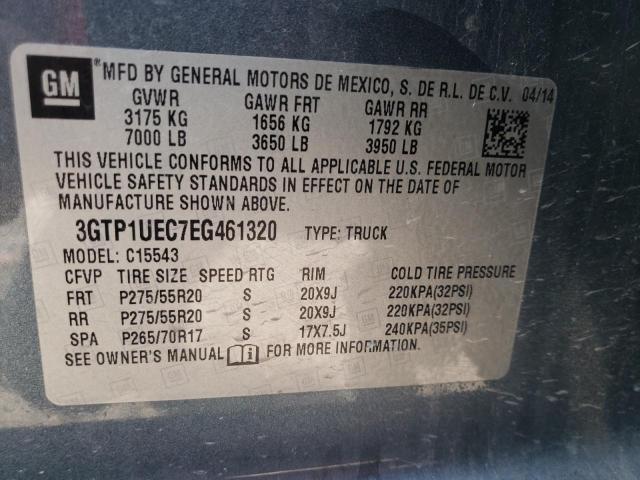 GM ® MFD BY GENERAL MOTORS DE MEXICO, S. DE R.L. DE C.V. 04/14
GVWR GAWR FRT GAWR RR
3175 KG 1656 KG 1792 KG
7000 LB 3650 LB 3950 LB
THIS VEHICLE CONFORMS TO ALL APPLICABLE U.S. FEDERAL MOTOR
VEHICLE SAFETY STANDARDS IN EFFECT ON THE DATE OF
MANUFACTURE SHOWN ABOVE.
3GTP1UEC7EG461320 TYPE: TRUCK
MODEL: C15543
CFVP TIRE SIZE SPEED RTG RIM COLD TIRE PRESSURE
FRT P275/55R20 S 20X9J 220KPA(32PSI)
RR P275/55R20 S 20X9J 220KPA(32PSI)
SPA P265/70R17 S 17X7.5J 240KPA(35PSI)
SEE OWNER'S MANUAL i FOR MORE INFORMATION.